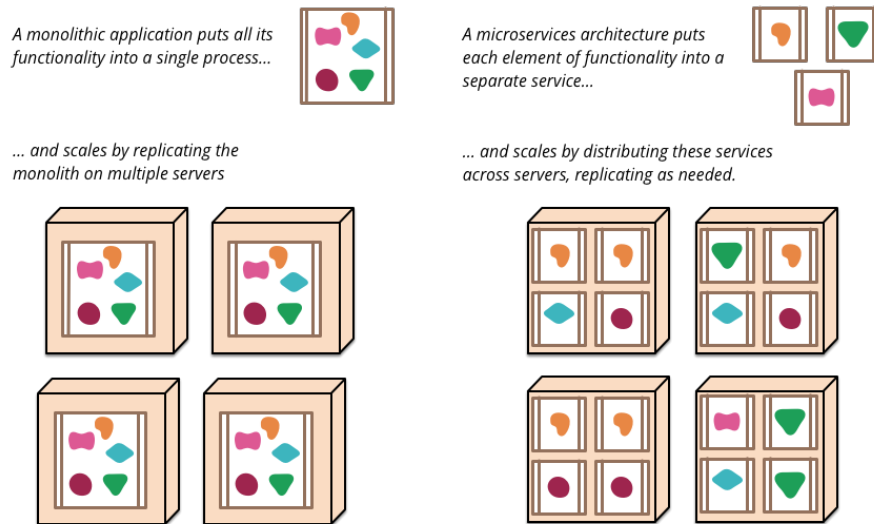 A monolithic application puts all its
functionality into a single process...
... and scales by replicating the
monolith on multiple servers
A microservices architecture puts
each element of functionality into a
separate service...
... and scales by distributing these services
across servers, replicating as needed.